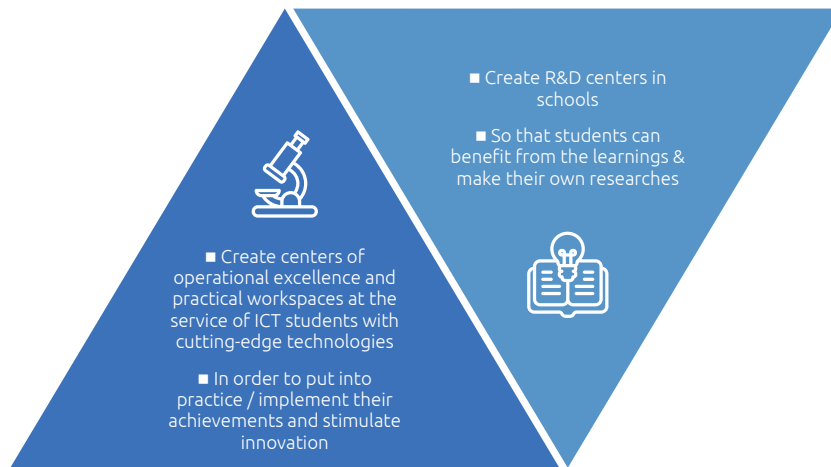 ■ Create R&D centers in
schools
■ So that students can
benefit from the learnings &
make their own researches
■ Create centers of
operational excellence and
practical workspaces at the
service of ICT students with
cutting-edge technologies
■ In order to put into
practice / implement their
achievements and stimulate
innovation